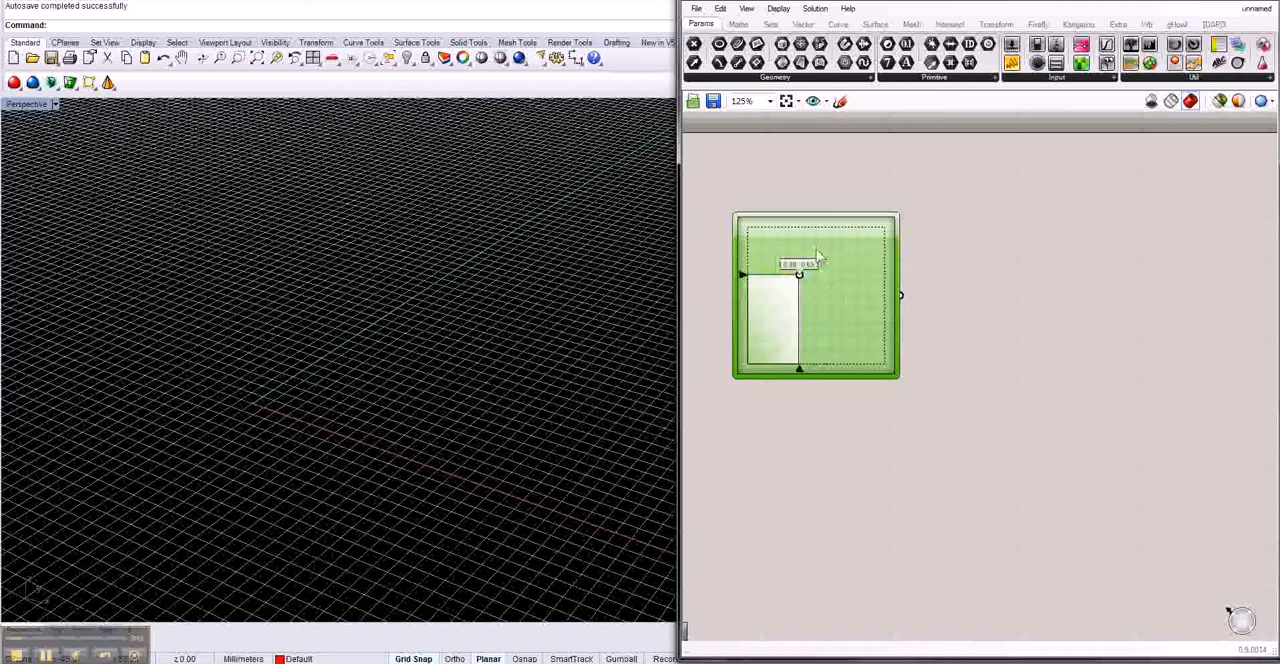 Autosave completed successfully
Command:
Standard CPlanes Set View Display Select Viewport Layout Visibility Transform Curve Tools Surface Tools Solid Tools Mesh Tools Render Tools Drafting New in V5
Perspective
z 0.00 Millimeters Default Grid Snap Ortho Planar Osnap SmartTrack Gumball Reco
File Edit View Display Solution Help unnamed
Params Maths Sets Vector Curve Surface Mesh Intersect Transform Firefly Kangaroo Extra Wb gHowl
Geometry Primitive Input Util
125%
0.9.0014